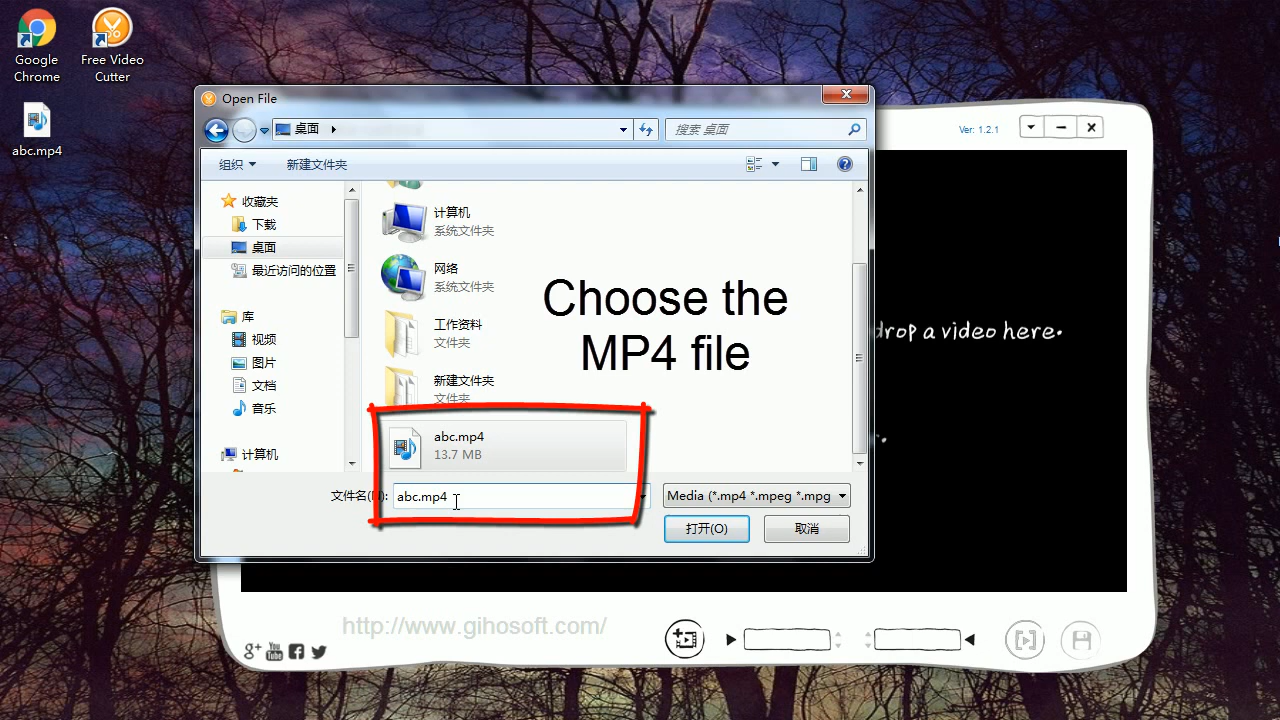 Google
Chrome
Free Video
Cutter
abc.mp4
Open File
桌面
搜索 桌面
组织
新建文件夹
收藏夹
下载
桌面
最近访问的位置
库
视频
图片
文档
音乐
计算机
计算机
系统文件夹
网络
系统文件夹
工作资料
文件夹
新建文件夹
文件夹
abc.mp4
13.7 MB
Choose the
MP4 file
文件名(N):
abc.mp4
Media (*.mp4 *.mpeg *.mpg
打开(O)
取消
Ver: 1.2.1
drop a video here.
http://www.gihosoft.com/
g+
You
Tube